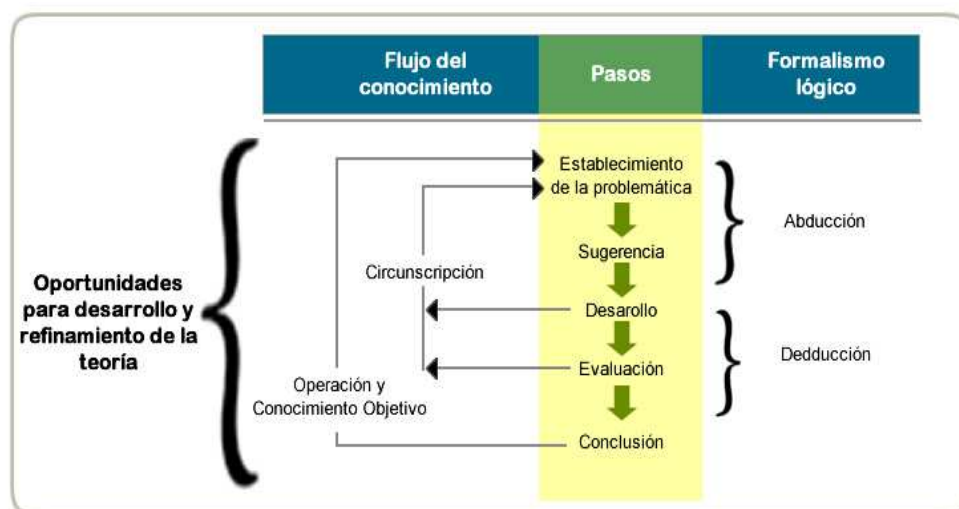 Flujo del
conocimiento
Pasos
Formalismo
lógico
Establecimiento
de la problemática
Abducción
Sugerencia
Circunscripción
Oportunidades
para desarrollo y
refinamiento de la
teoría
Desarollo
Dedducción
Evaluación
Operación y
Conocimiento Objetivo
Conclusión